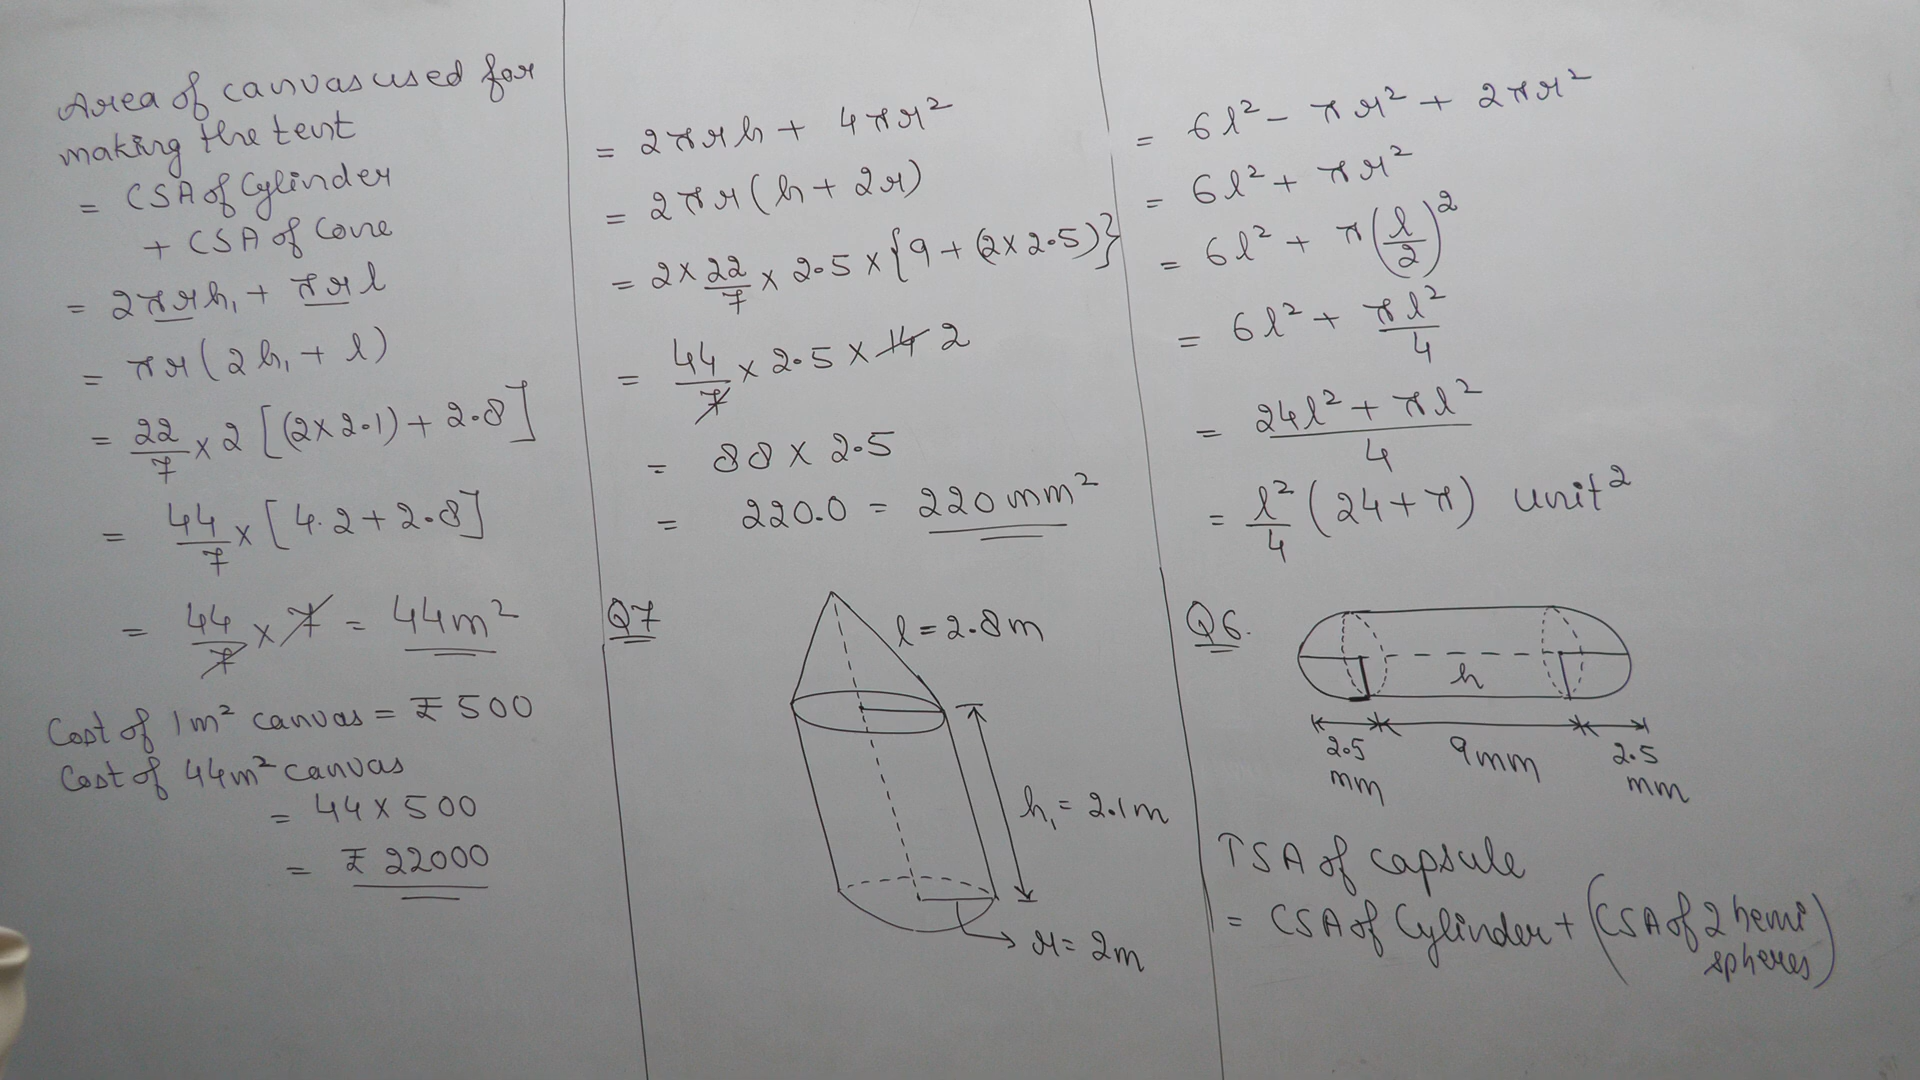 Area of canvas used for
making the tent
= CSA of Cylinder
+ CSA of Cone
= 2πrh₁ + πrl
= πr(2h₁ + l)
= 22/7 × 2 [(2×2.1) + 2.8]
= 44/7 × [4.2 + 2.8]
= 44/7 × 7 = 44m²
Cost of 1m² canvas = ₹ 500
Cost of 44m² canvas
= 44 × 500
= ₹ 22000
= 2πrh + 4πr²
= 2πr(h + 2r)
= 2 × 22/7 × 2.5 × {9 + (2×2.5)}
= 44/7 × 2.5 × 14 2
= 88 × 2.5
= 220.0 = 220 mm²
Q7
l = 2.8m
h₁ = 2.1m
r = 2m
= 6l² - πr² + 2πr²
= 6l² + πr²
= 6l² + π(l/2)²
= 6l² + πl²/4
= 24l² + πl²/4
= l²/4 (24 + π) unit²
Q6.
h
2.5 mm
9mm
2.5 mm
TSA of capsule
= CSA of Cylinder + (CSA of 2 hemi
spheres)